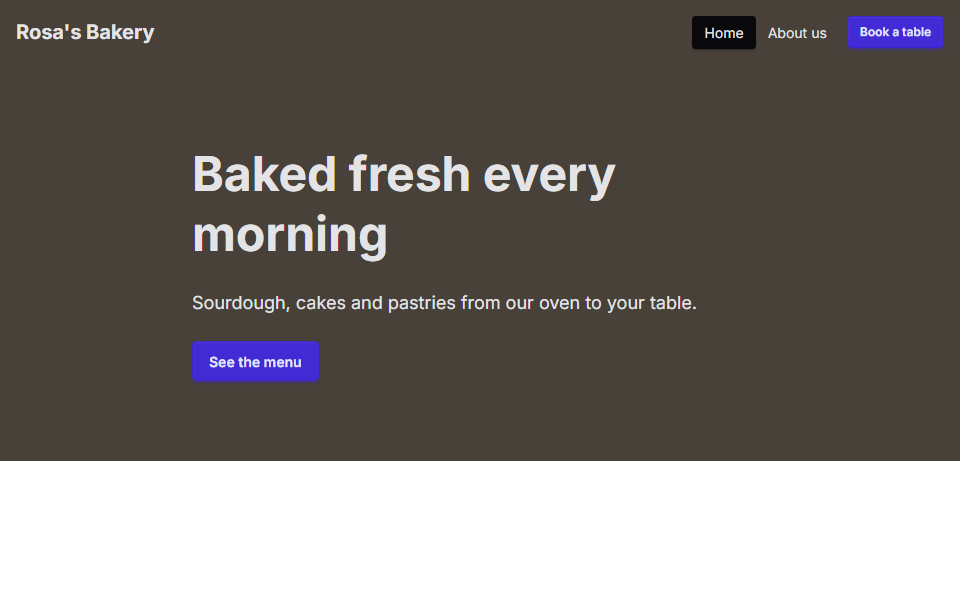 Rosa's Bakery
Home
About us
Book a table
Baked fresh every
morning
Sourdough, cakes and pastries from our oven to your table.
See the menu